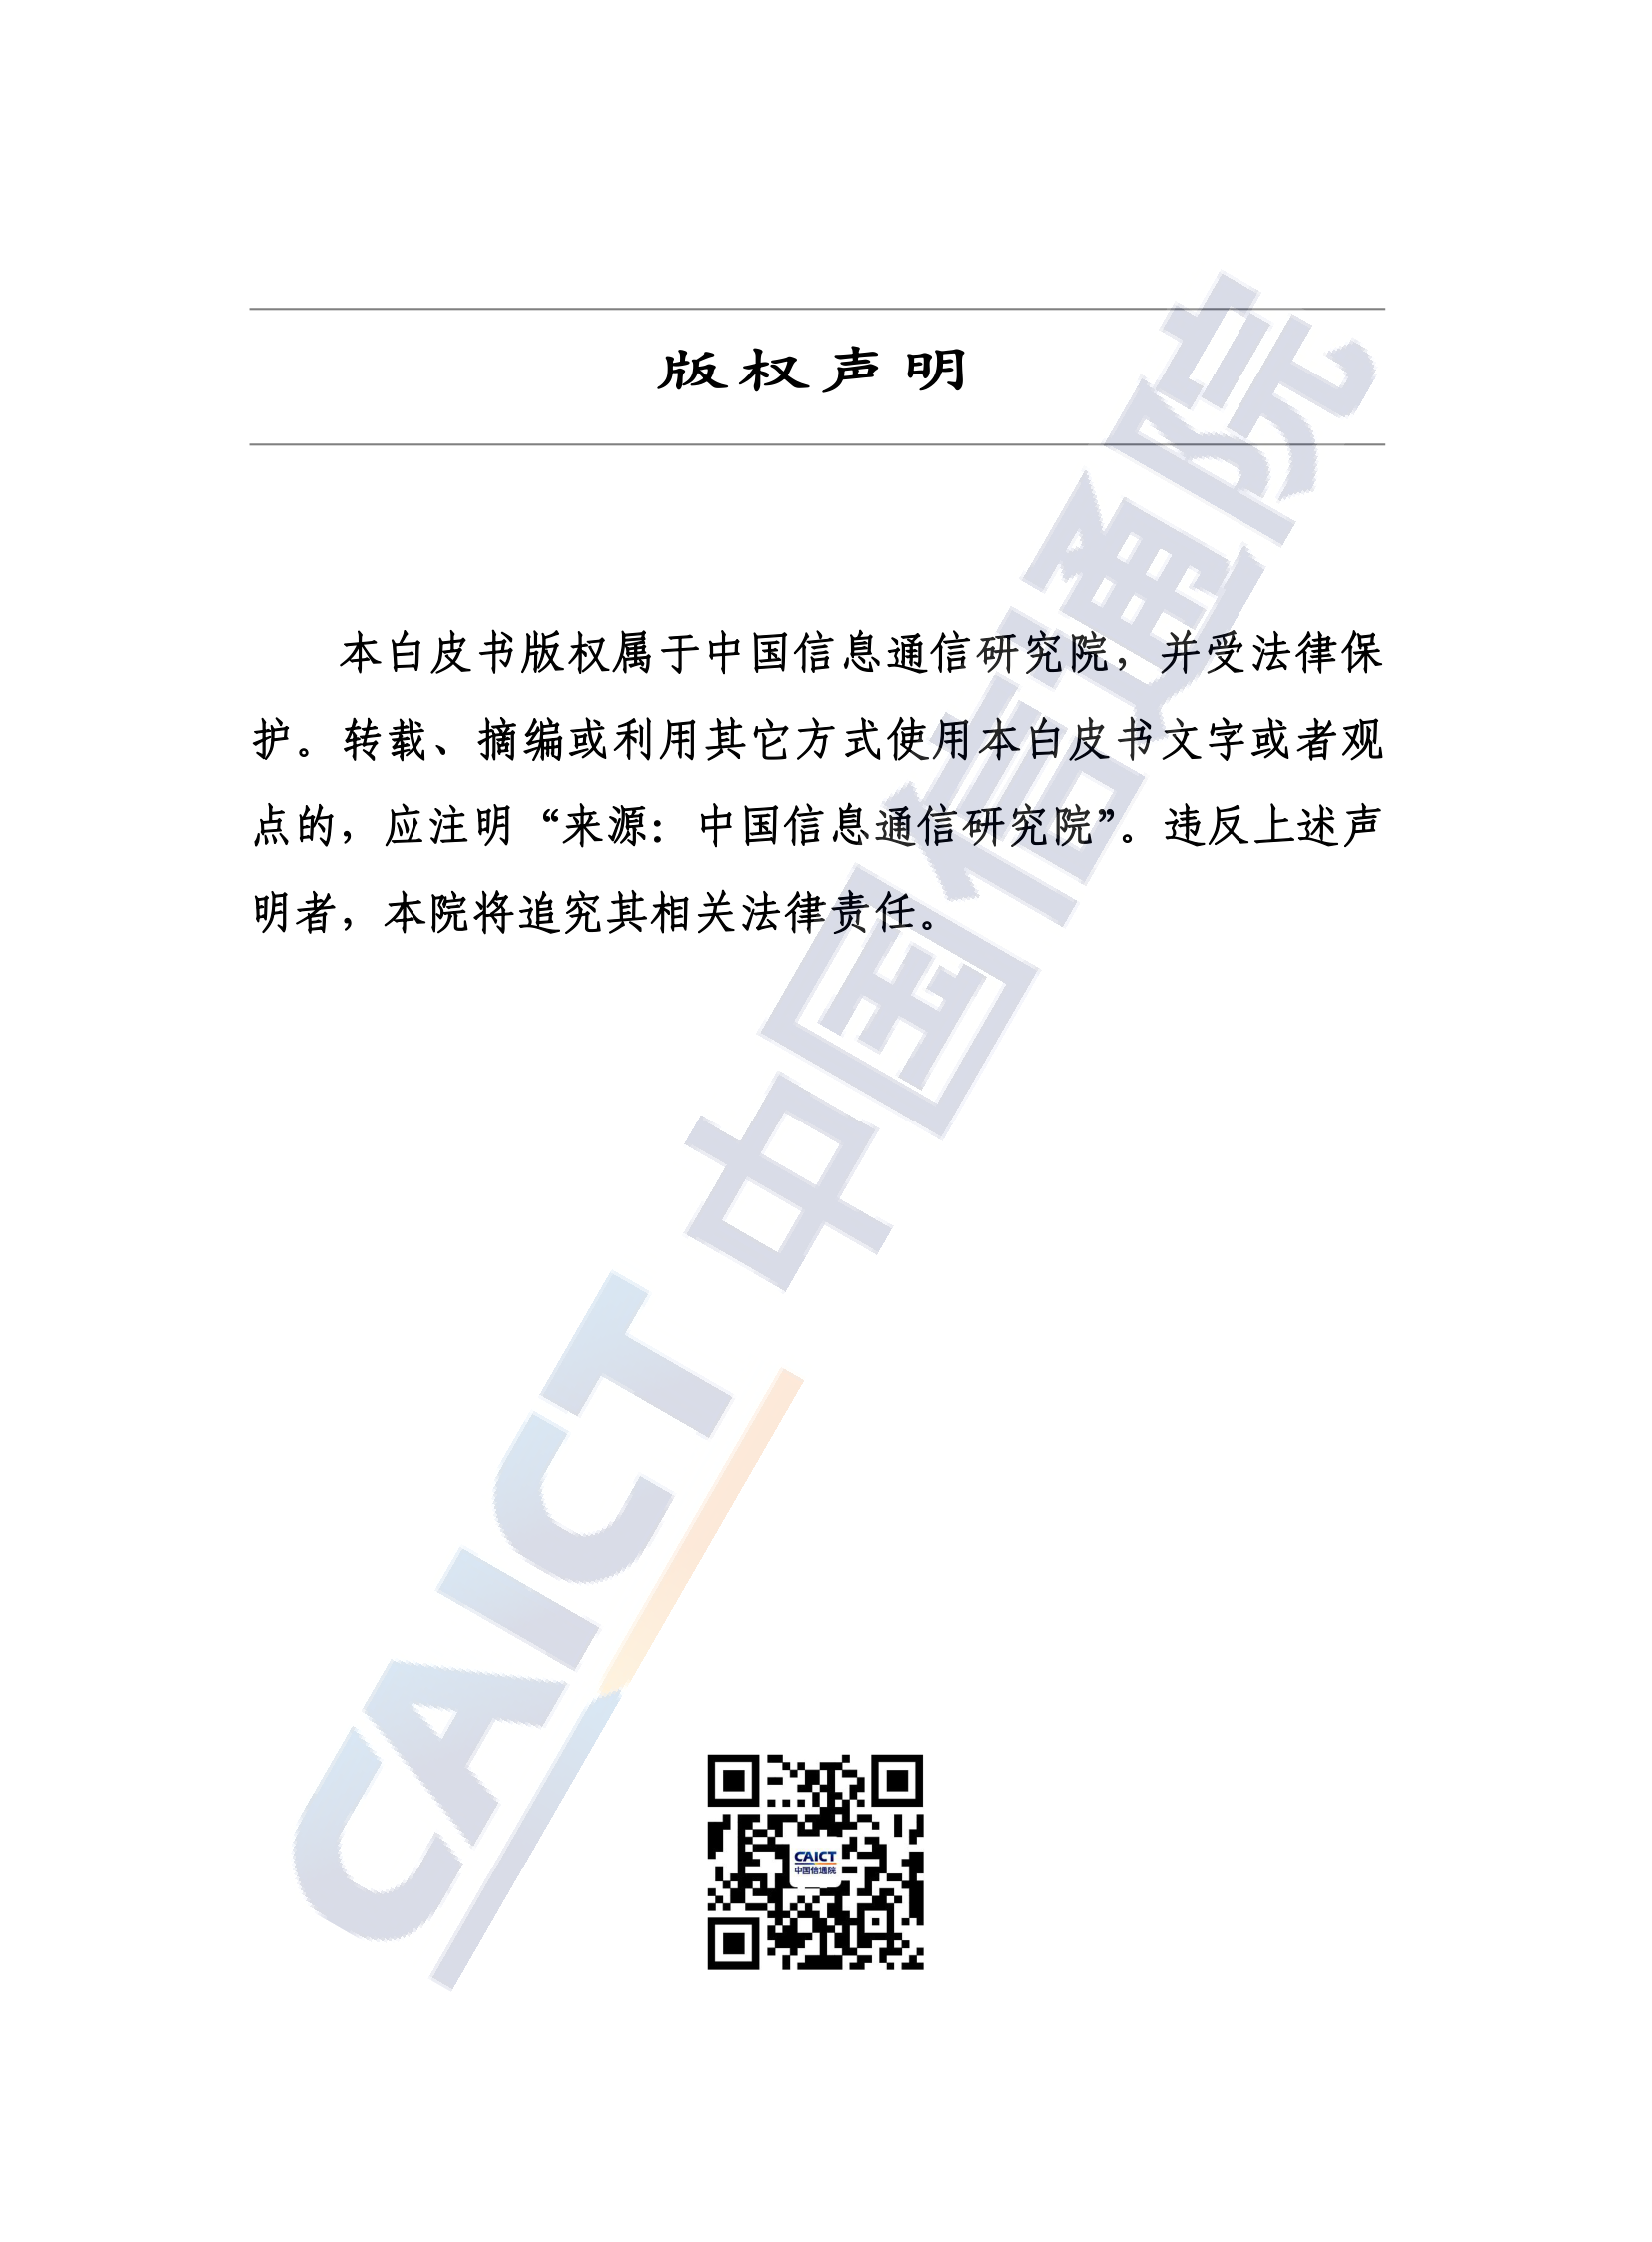 版权声明
本白皮书版权属于中国信息通信研究院，并受法律保
护。转载、摘编或利用其它方式使用本白皮书文字或者观
点的，应注明“来源：中国信息通信研究院”。违反上述声
明者，本院将追究其相关法律责任。
CAICT 中国信通院
CAICT
中国信通院